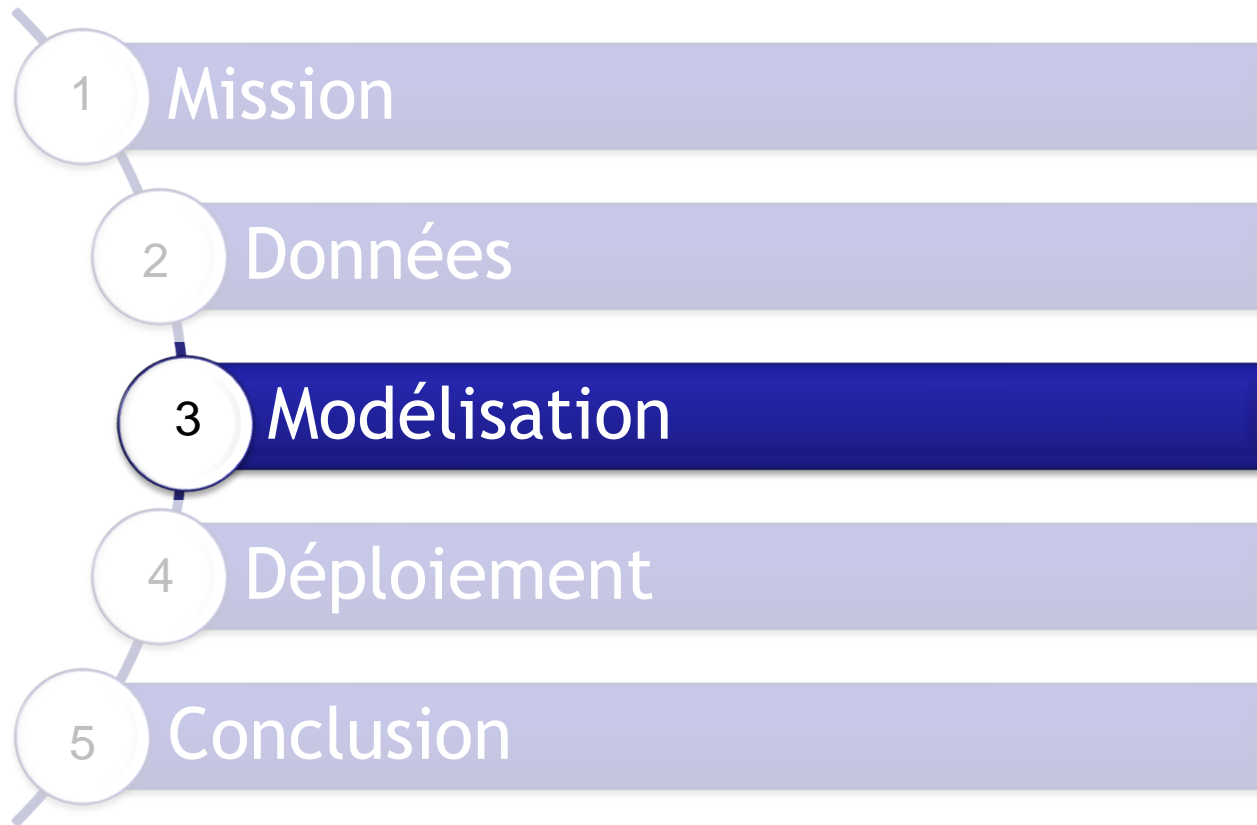 1 Mission
2 Données
3 Modélisation
4 Déploiement
5 Conclusion